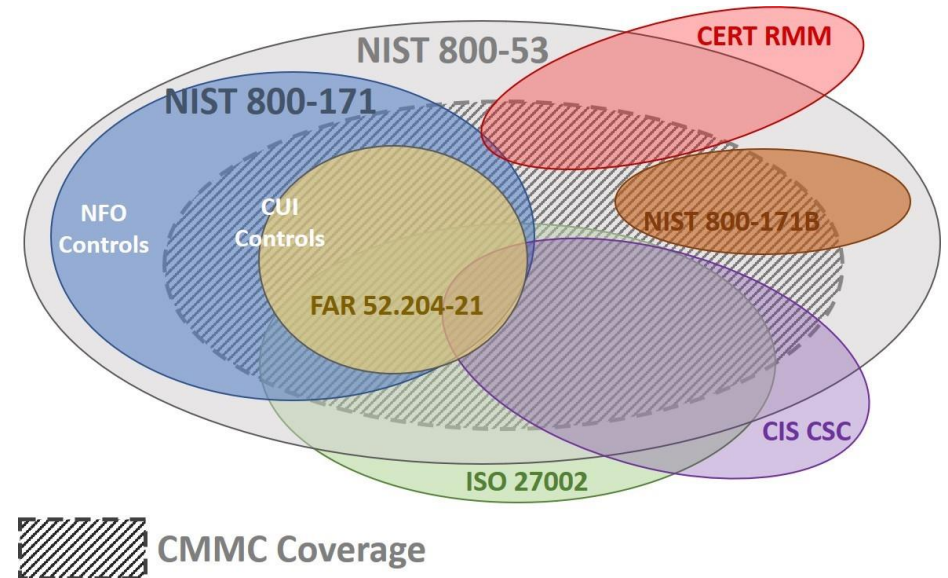 NIST 800-53
CERT RMM
NIST 800-171
NFO
Controls
CUI
Controls
NIST 800-171B
FAR 52.204-21
CIS CSC
ISO 27002
CMMC Coverage